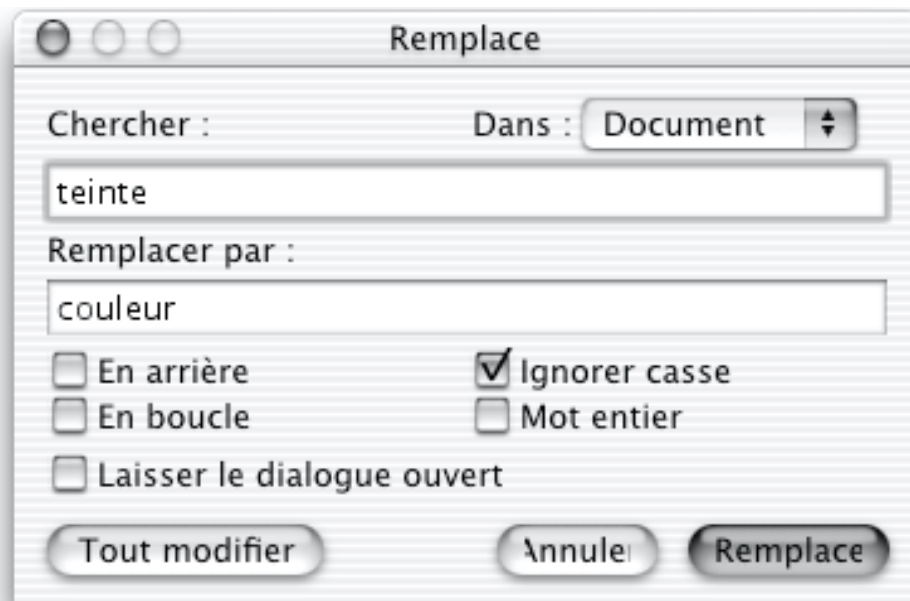 Remplace
Chercher : Dans : Document
teinte
Remplacer par :
couleur
En arrière Ignorer casse
En boucle Mot entier
Laisser le dialogue ouvert
Tout modifier Annuler Remplace